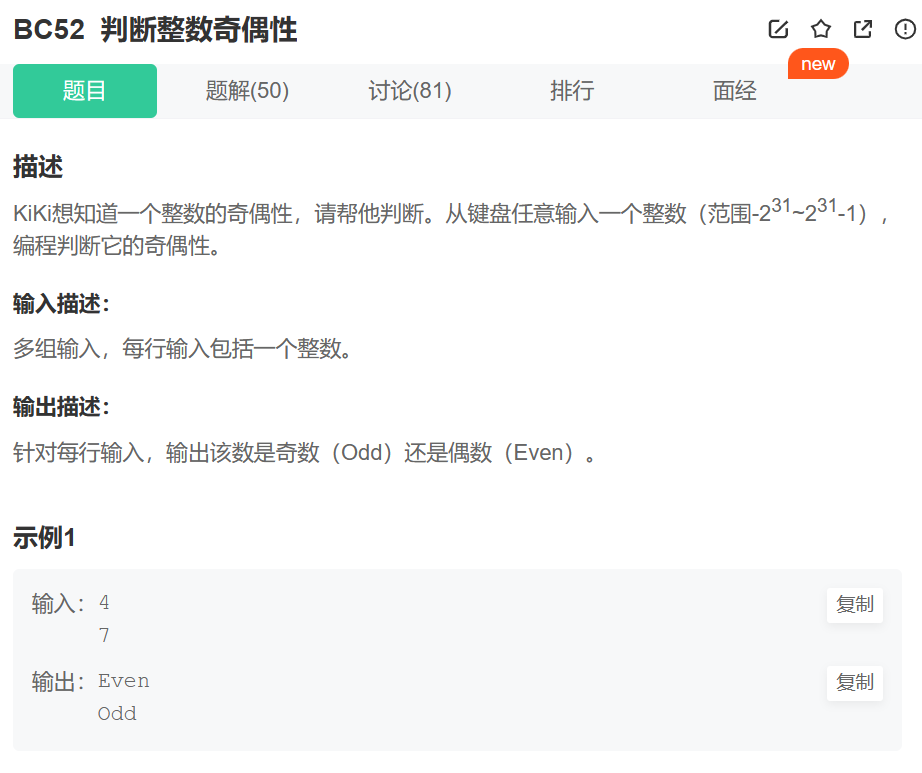 BC52 判断整数奇偶性
new
题目 题解(50) 讨论(81) 排行 面经
描述
KiKi想知道一个整数的奇偶性，请帮他判断。从键盘任意输入一个整数（范围-2³¹~2³¹-1），
编程判断它的奇偶性。
输入描述：
多组输入，每行输入包括一个整数。
输出描述：
针对每行输入，输出该数是奇数（Odd）还是偶数（Even）。
示例1
输入：4 复制
7
输出：Even 复制
Odd